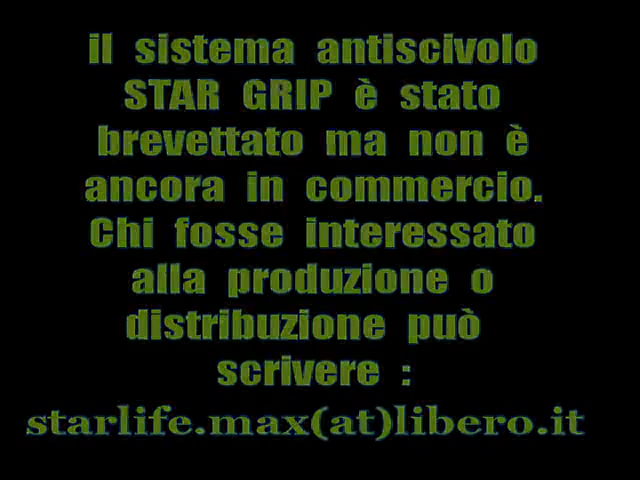 il sistema antiscivolo
STAR GRIP è stato
brevettato ma non è
ancora in commercio.
Chi fosse interessato
alla produzione o
distribuzione può
scrivere :
starlife.max(at)libero.it